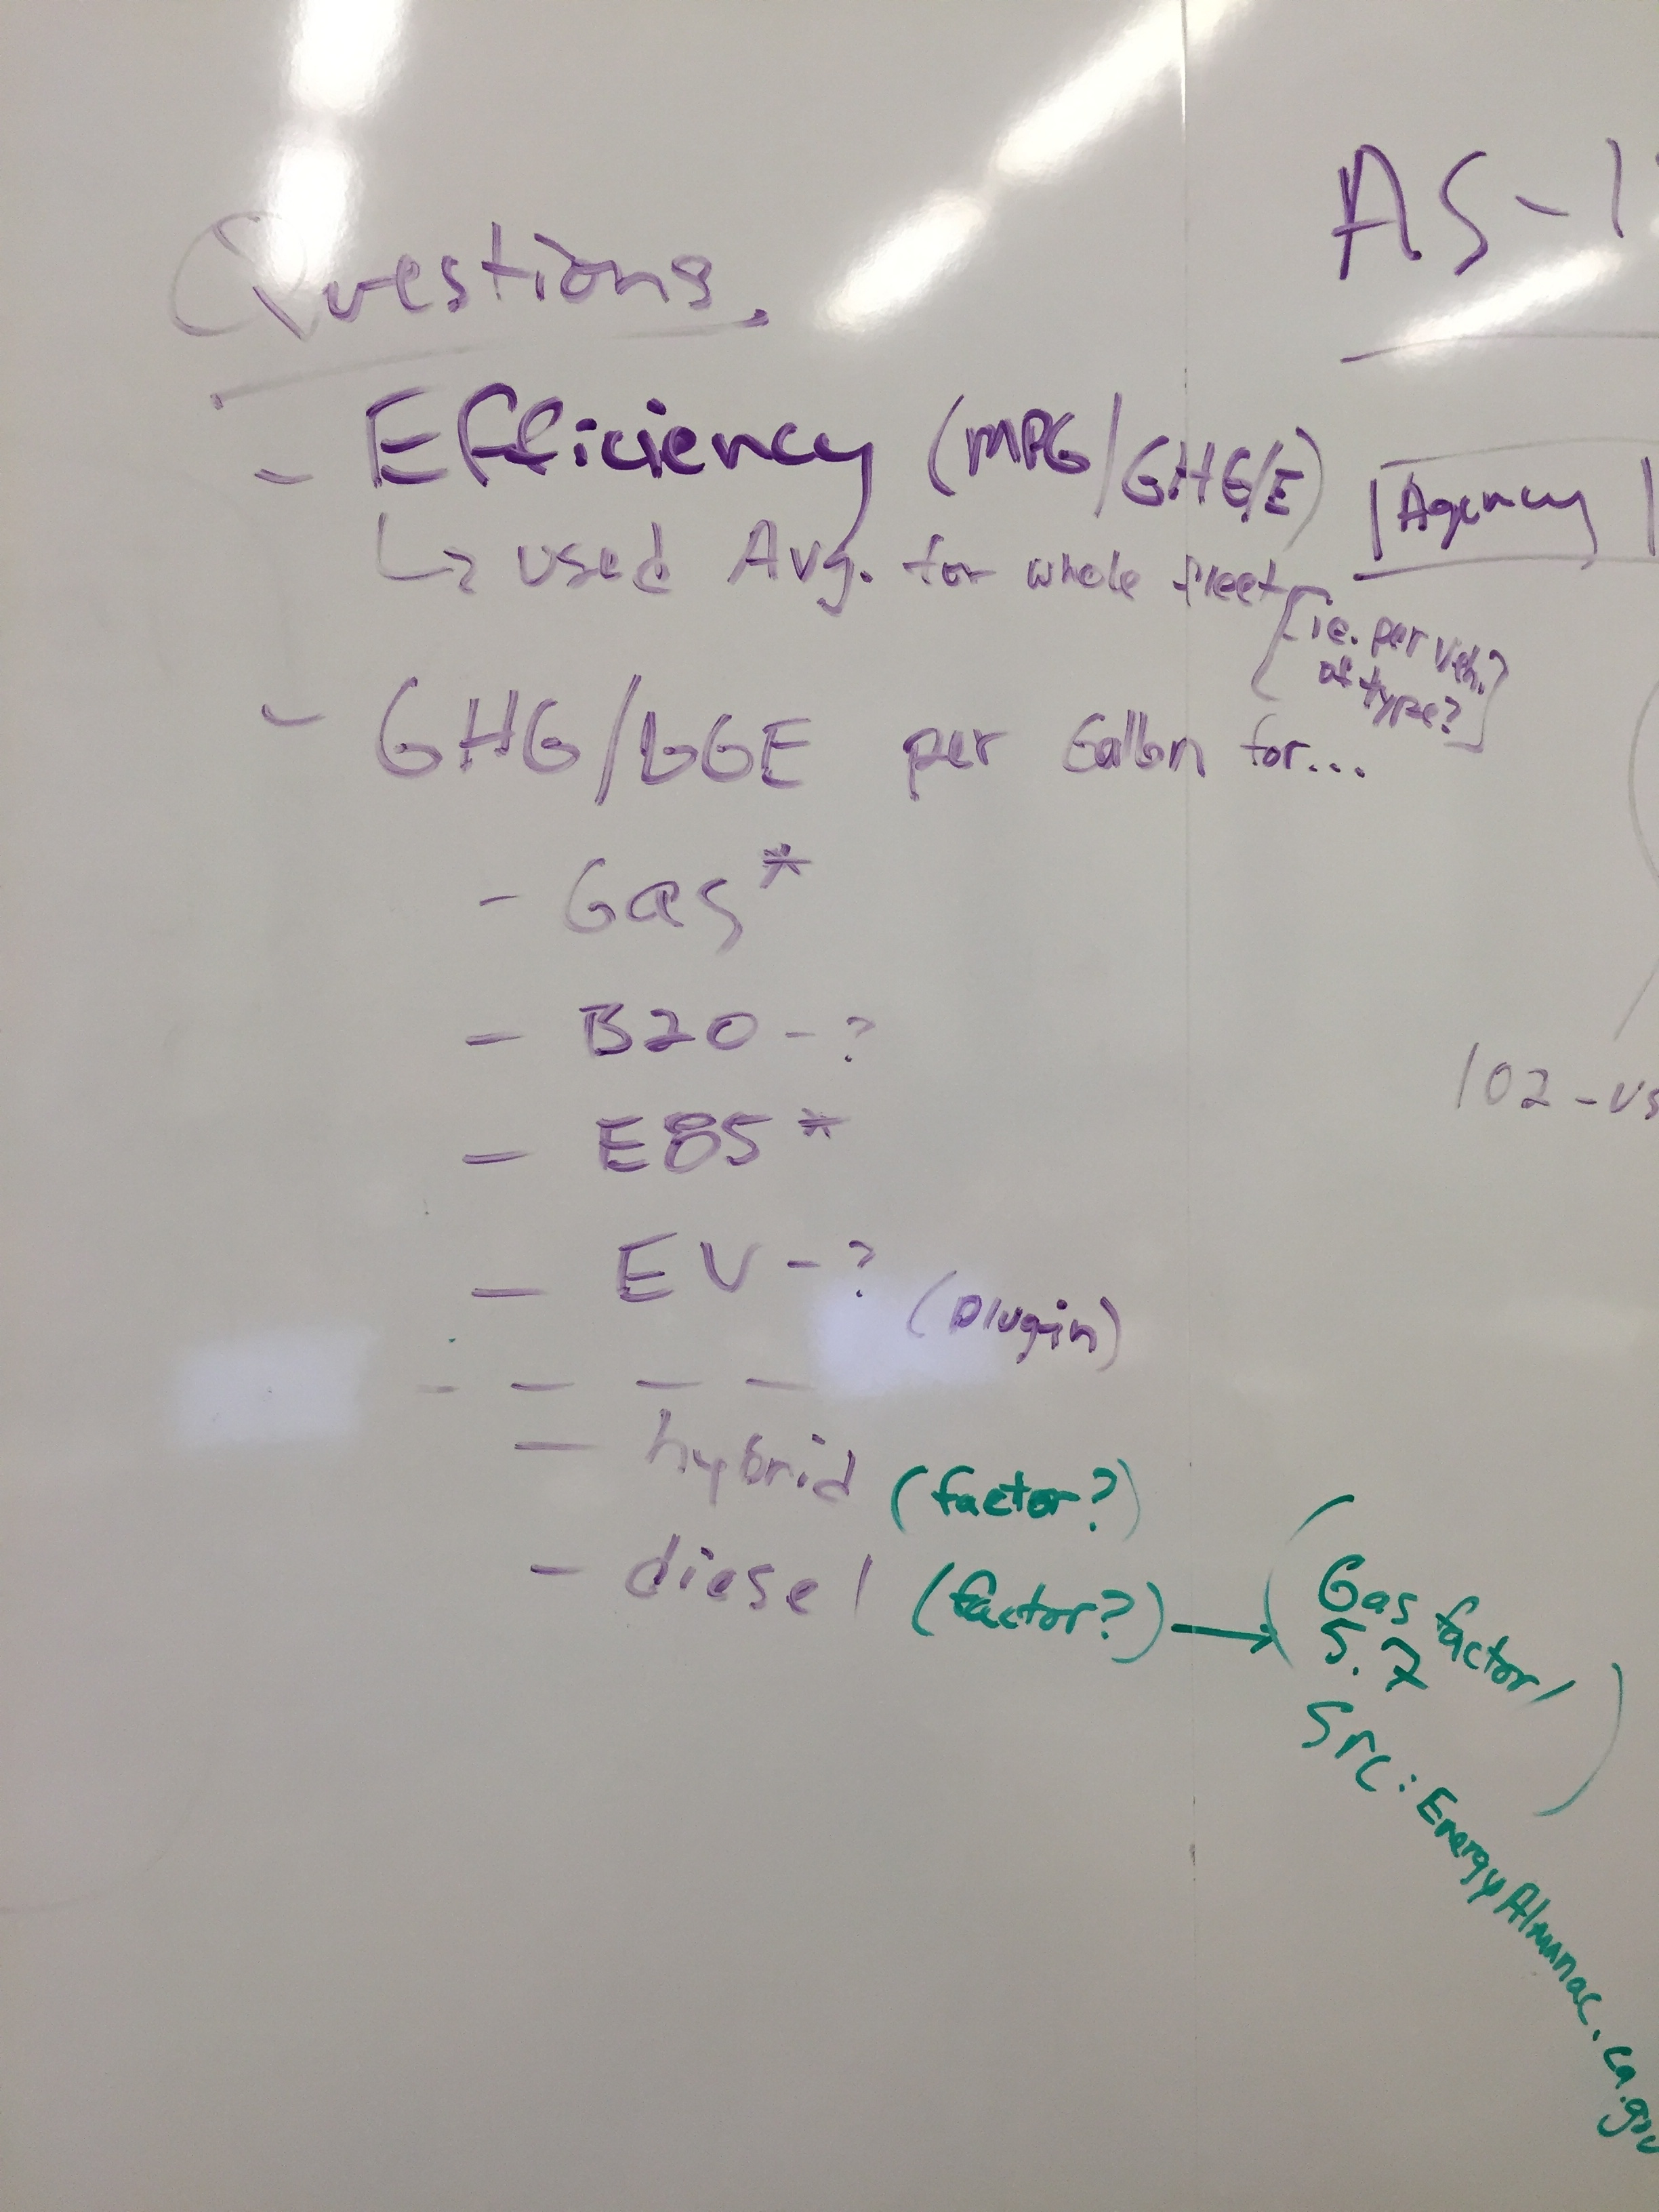 Questions.
- Efficiency (MPG/GHG/E)
↳ used Avg. for whole fleet
[i.e. per veh.?
of type?]
- GHG/GGE per Gallon for...
- Gas*
- B20 - ?
- E85*
- EV - ? (plugin)
- - - -
- hybrid (factor?)
- diesel (factor?) → (Gas factor/
5.7
src: EnergyAlmanac.ca.gov)
AS-1
|Agency|
102-us